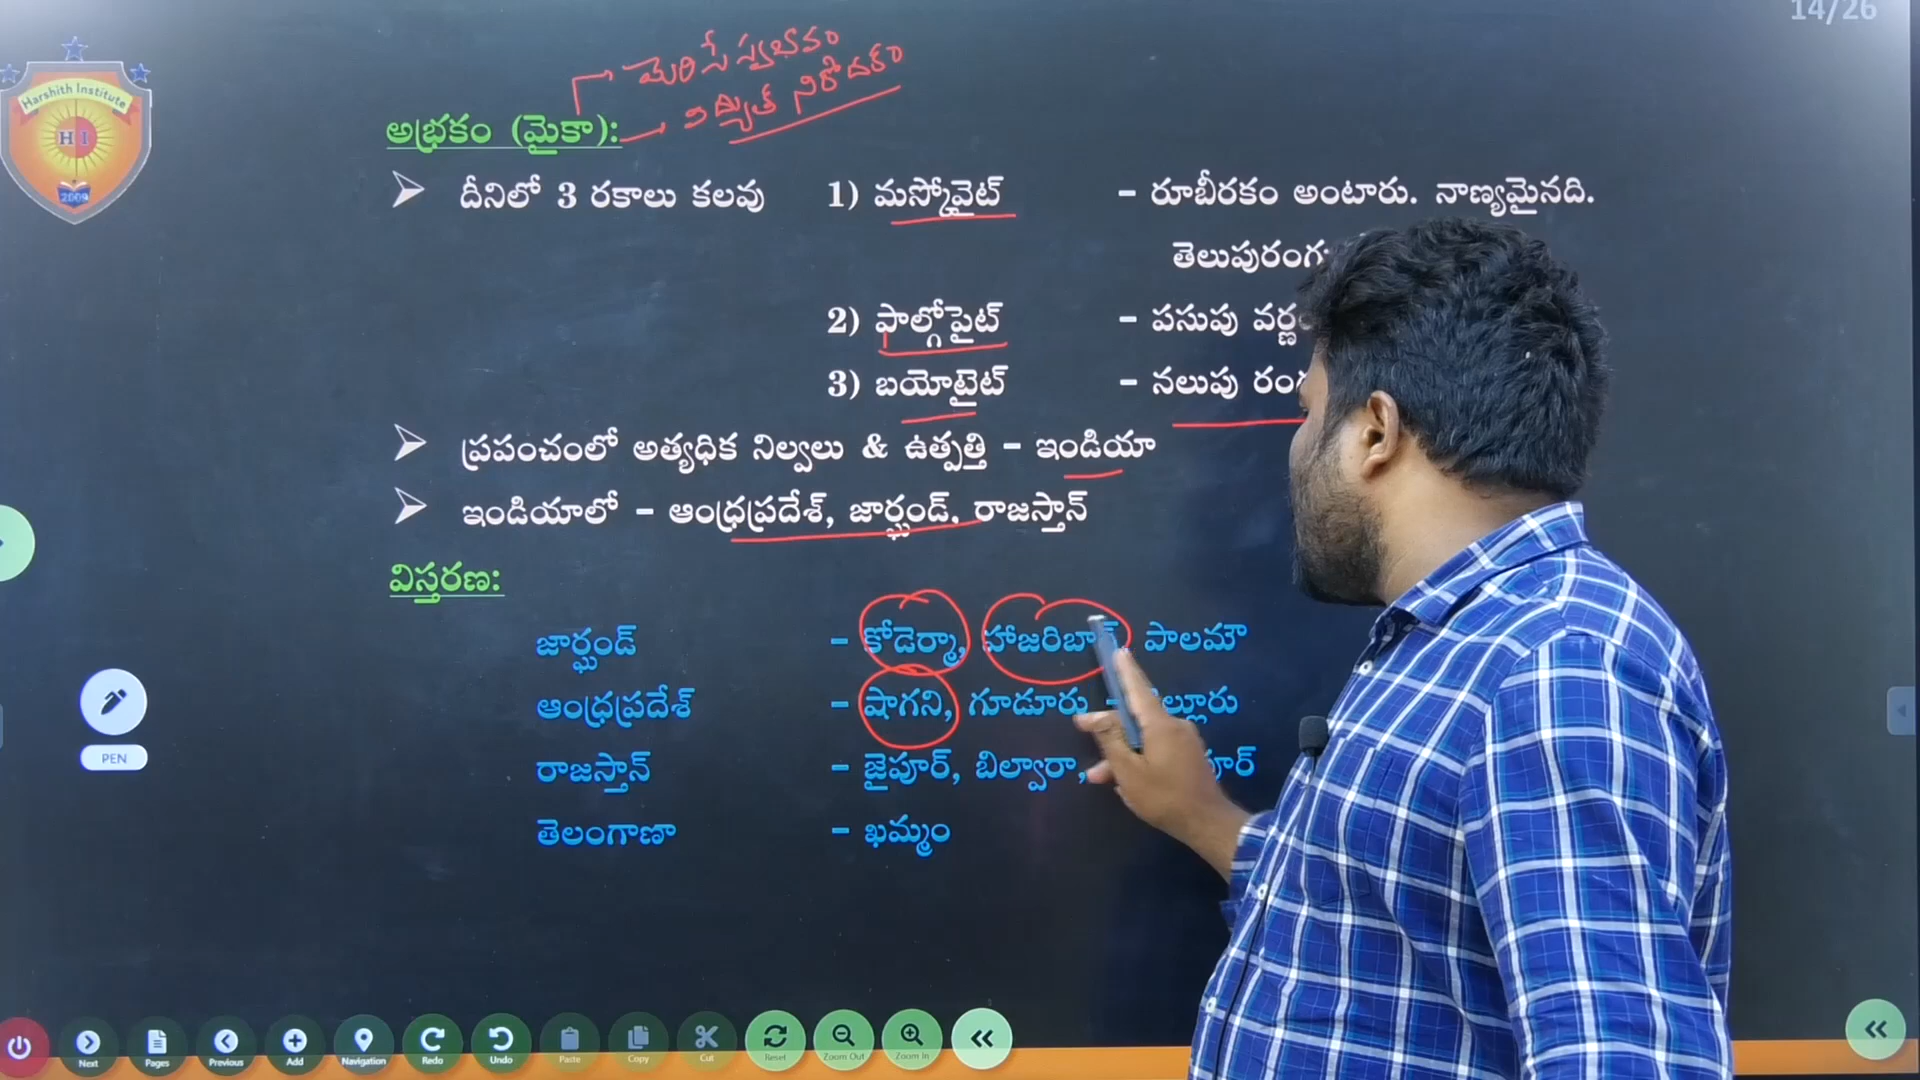 14/26
Harshith Institute
H I
2009
మెరిసే స్వభావం
విద్యుత్ నిరోదకం
అభ్రకం (మైకా):
దీనిలో 3 రకాలు కలవు 1) మస్కోవైట్ - రూబీరకం అంటారు. నాణ్యమైనది.
తెలుపురంగు
2) ఫాల్గోపైట్ - పసుపు
3) బయోటైట్ - నలుపు
ప్రపంచంలో అత్యధిక నిల్వలు & ఉత్పత్తి - ఇండియా
ఇండియాలో - ఆంధ్రప్రదేశ్, జార్ఖండ్, రాజస్తాన్
విస్తరణ:
జార్ఖండ్ - కోడెర్మా, హాజరిబాగ్, పాలమౌ
ఆంధ్రప్రదేశ్ - షాగని, గూడూరు -
రాజస్తాన్ - జైపూర్, బిల్వారా,
తెలంగాణా - ఖమ్మం
PEN
Next Pages Previous Add Navigation Redo Undo Paste Copy Cut Reset Zoom Out Zoom In